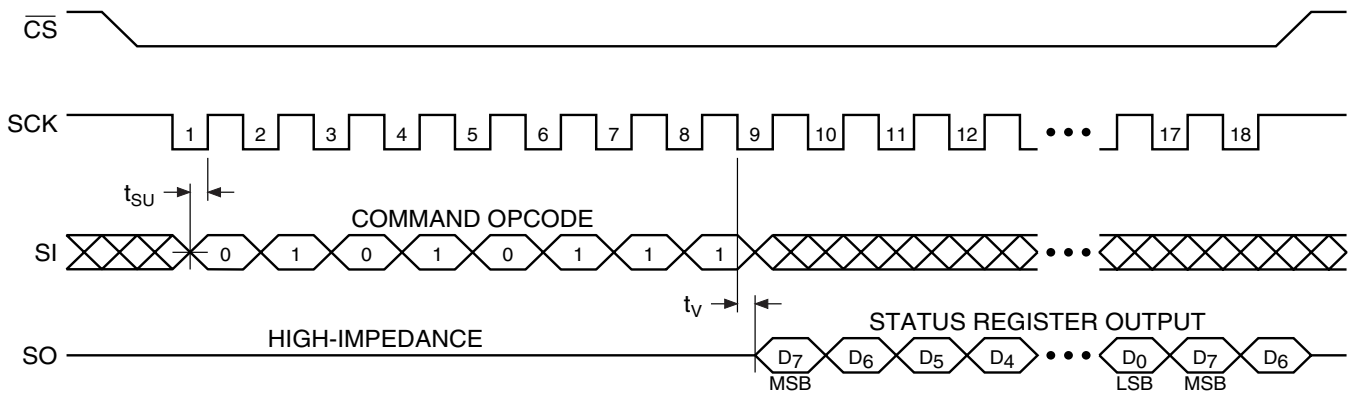 CS
SCK 1 2 3 4 5 6 7 8 9 10 11 12 ••• 17 18
tSU
COMMAND OPCODE
SI 0 1 0 1 0 1 1 1 •••
tV
HIGH-IMPEDANCE
STATUS REGISTER OUTPUT
SO D7 D6 D5 D4 ••• D0 D7 D6
MSB LSB MSB